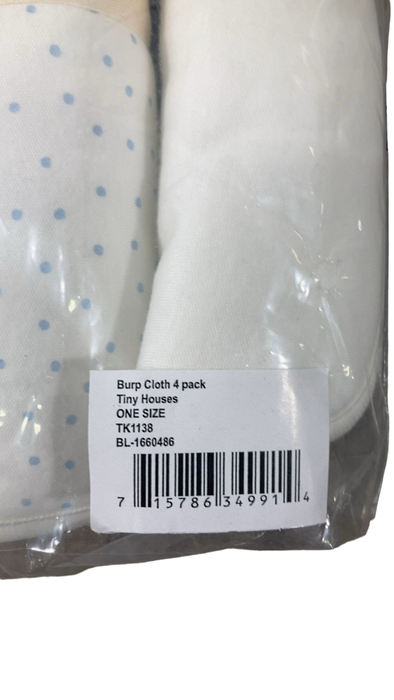 Burp Cloth 4 pack
Tiny Houses
ONE SIZE
TK1138
BL-1660486
7 15786 34991 4